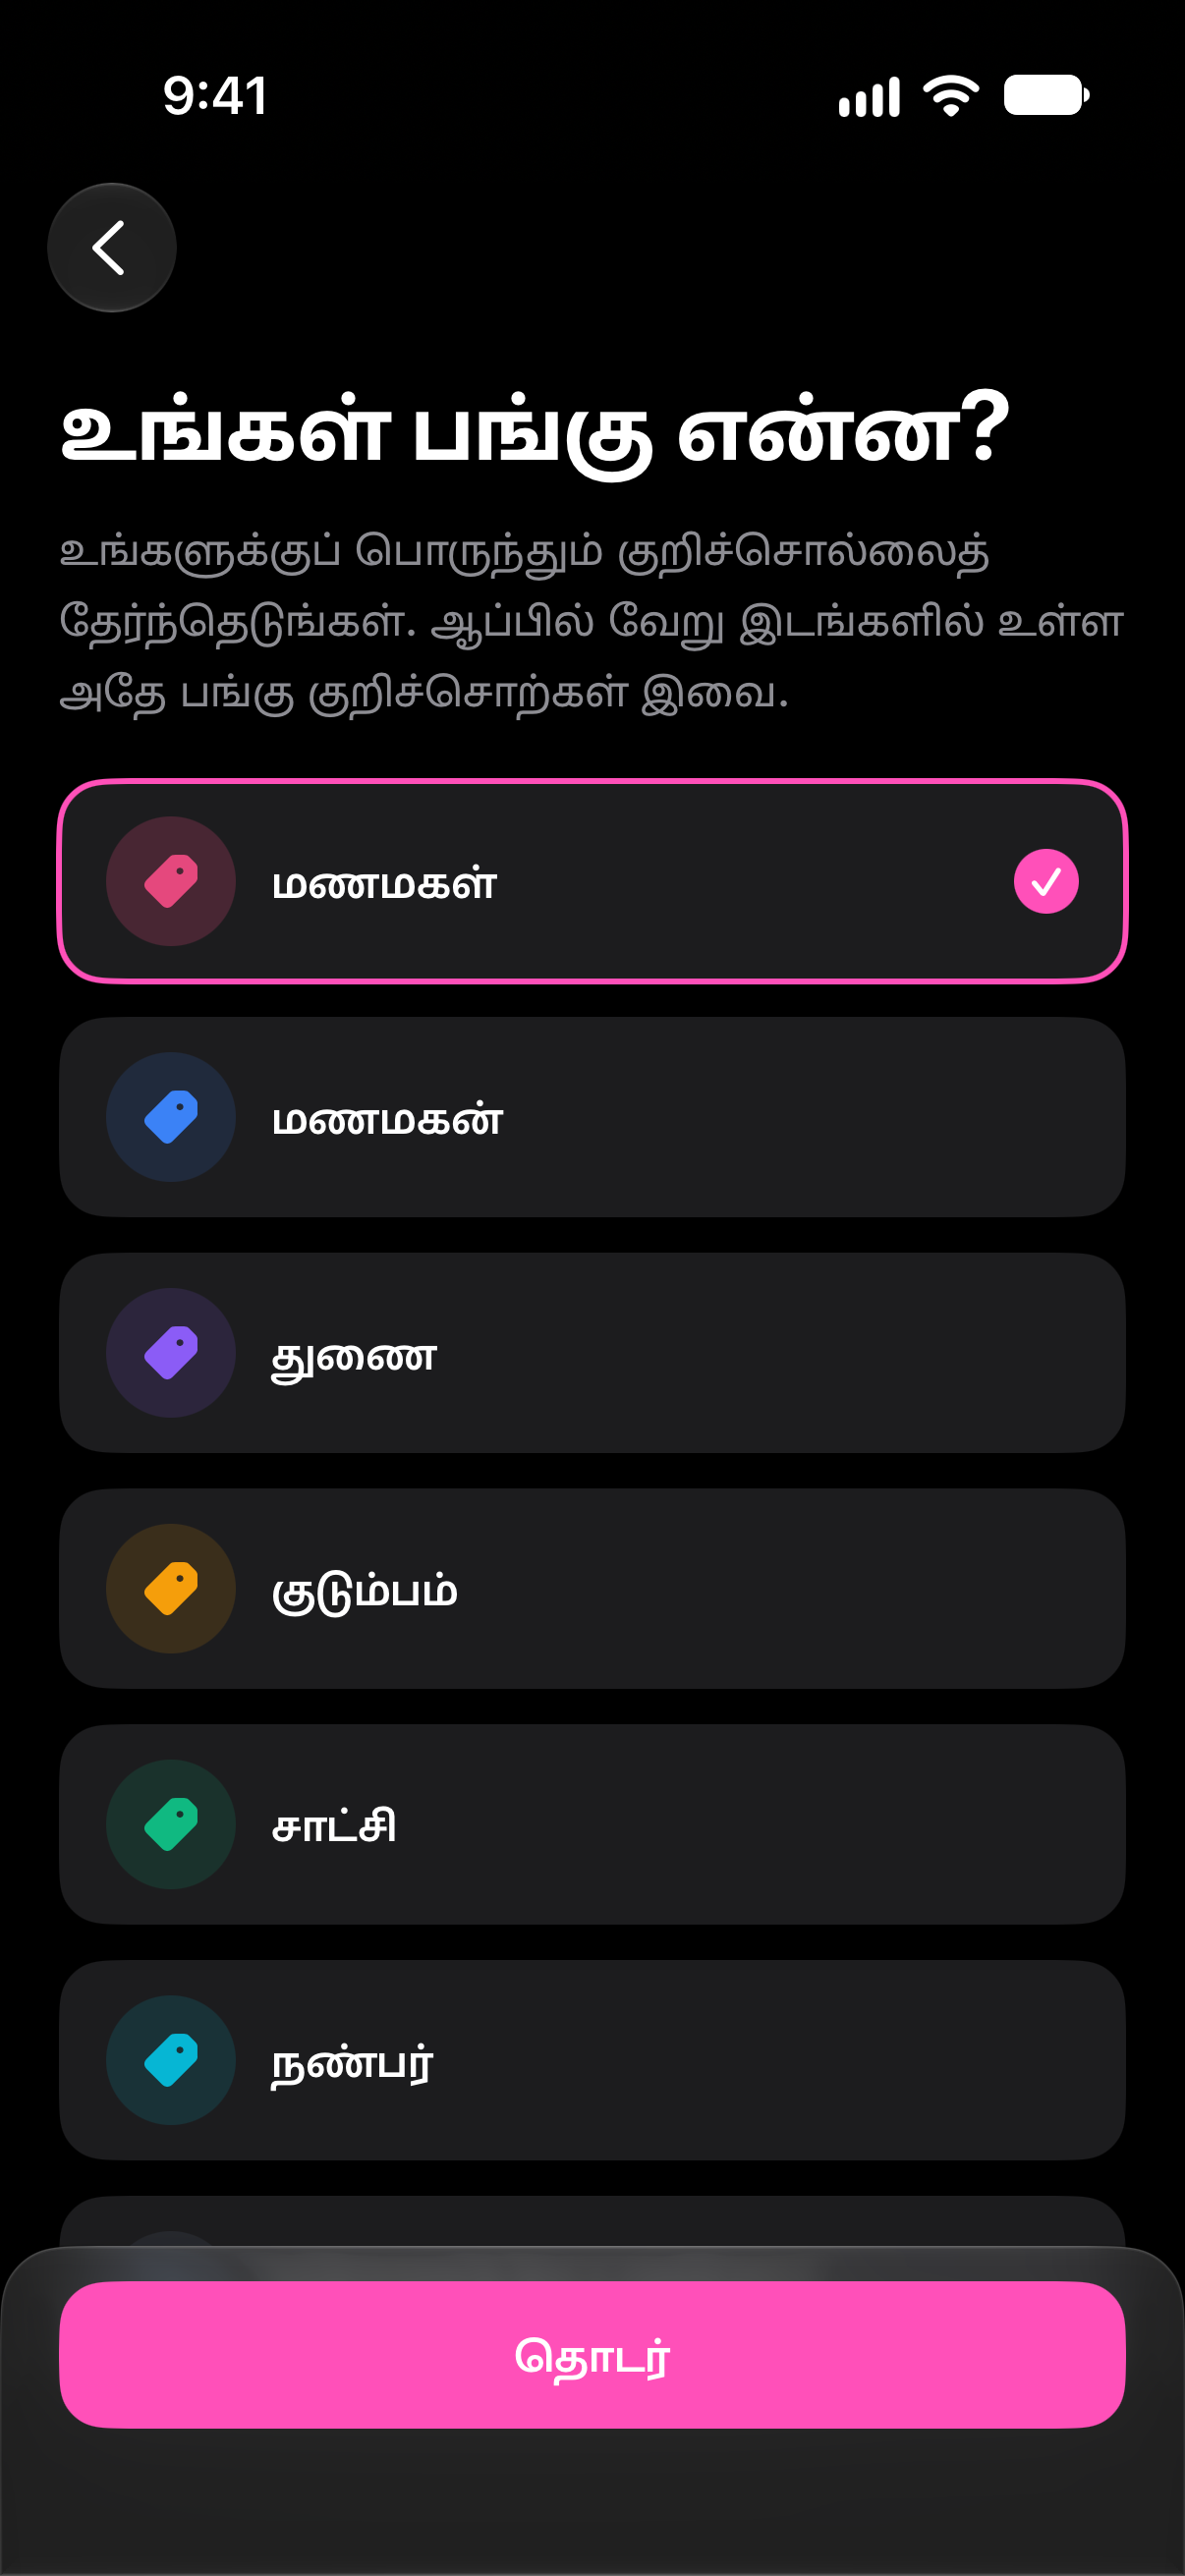 9:41
உங்கள் பங்கு என்ன?
உங்களுக்குப் பொருந்தும் குறிச்சொல்லைத்
தேர்ந்தெடுங்கள். ஆப்பில் வேறு இடங்களில் உள்ள
அதே பங்கு குறிச்சொற்கள் இவை.
மணமகள்
மணமகன்
துணை
குடும்பம்
சாட்சி
நண்பர்
தொடர்